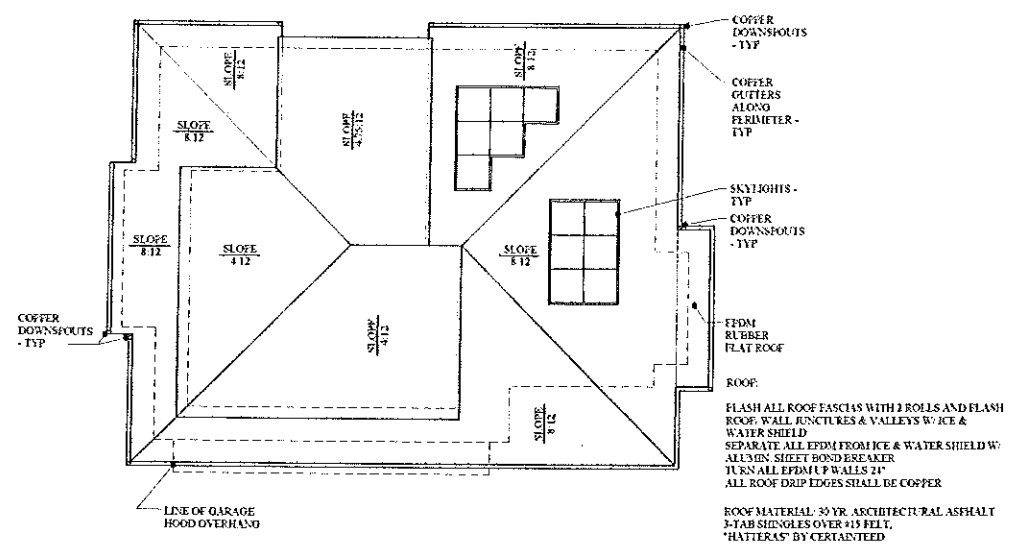 COPPER
DOWNSPOUTS
- TYP
SLOPE
8:12
SLOPE
8:12
COPPER
GUTTERS
ALONG
PERIMETER -
TYP
SLOPE
8:12
SLOPE
4.95:12
SKYLIGHTS -
TYP
COPPER
DOWNSPOUTS
- TYP
SLOPE
8:12
SLOPE
4:12
SLOPE
8:12
COPPER
DOWNSPOUTS
- TYP
SLOPE
4:12
EPDM
RUBBER
FLAT ROOF
SLOPE
8:12
ROOF:
FLASH ALL ROOF FASCIAS WITH 2 ROLLS AND FLASH
ROOF, WALL JUNCTURES & VALLEYS W/ ICE &
WATER SHIELD
SEPARATE ALL EPDM FROM ICE & WATER SHIELD W/
ALUMIN. SHEET BOND BREAKER
TURN ALL EPDM UP WALLS 24"
ALL ROOF DRIP EDGES SHALL BE COPPER
LINE OF GARAGE
HOOD OVERHANG
ROOF MATERIAL: 30 YR. ARCHITECTURAL ASPHALT
3-TAB SHINGLES OVER #15 FELT,
"HATTERAS" BY CERTAINTEED